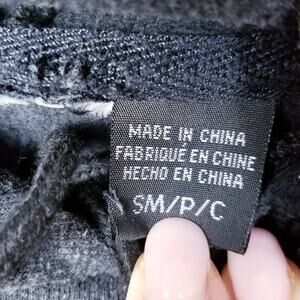 MADE IN CHINA
FABRIQUÉ EN CHINE
HECHO EN CHINA
SM/P/C